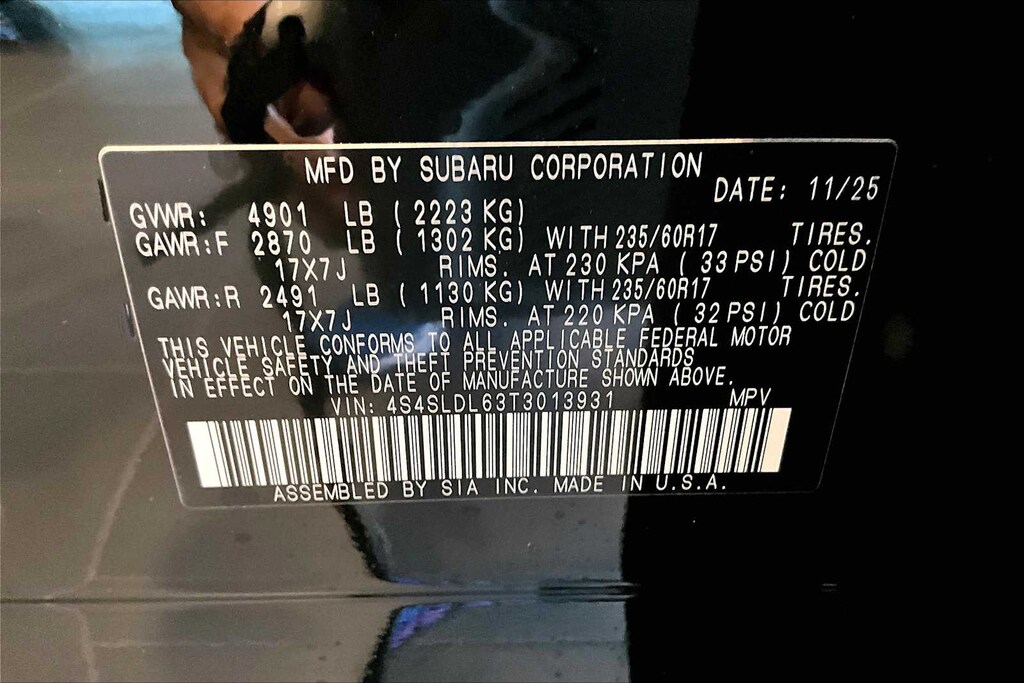 MFD BY SUBARU CORPORATION
DATE: 11/25
GVWR: 4901 LB ( 2223 KG)
GAWR:F 2870 LB ( 1302 KG) WITH 235/60R17 TIRES.
17X7J RIMS. AT 230 KPA ( 33 PSI) COLD
GAWR:R 2491 LB ( 1130 KG) WITH 235/60R17 TIRES.
17X7J RIMS. AT 220 KPA ( 32 PSI) COLD
THIS VEHICLE CONFORMS TO ALL APPLICABLE FEDERAL MOTOR
VEHICLE SAFETY AND THEFT PREVENTION STANDARDS
IN EFFECT ON THE DATE OF MANUFACTURE SHOWN ABOVE.
VIN: 4S4SLDL63T3013931 MPV
ASSEMBLED BY SIA INC. MADE IN U.S.A.